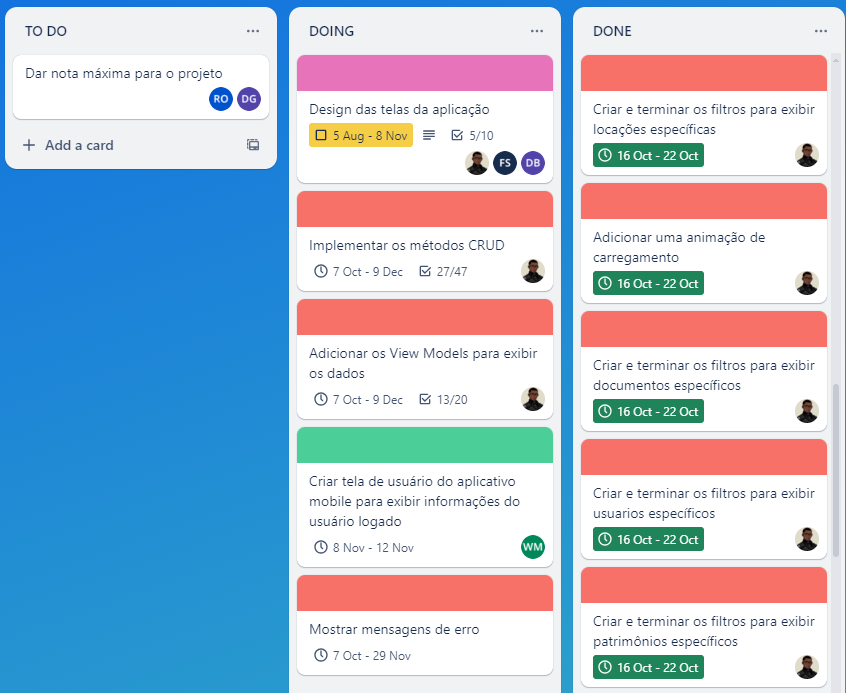 TO DO
Dar nota máxima para o projeto
RO DG
Add a card
DOING
Design das telas da aplicação
5 Aug - 8 Nov 5/10
FS DB
Implementar os métodos CRUD
7 Oct - 9 Dec 27/47
Adicionar os View Models para exibir
os dados
7 Oct - 9 Dec 13/20
Criar tela de usuário do aplicativo
mobile para exibir informações do
usuário logado
8 Nov - 12 Nov WM
Mostrar mensagens de erro
7 Oct - 29 Nov
DONE
Criar e terminar os filtros para exibir
locações específicas
16 Oct - 22 Oct
Adicionar uma animação de
carregamento
16 Oct - 22 Oct
Criar e terminar os filtros para exibir
documentos específicos
16 Oct - 22 Oct
Criar e terminar os filtros para exibir
usuarios específicos
16 Oct - 22 Oct
Criar e terminar os filtros para exibir
patrimônios específicos
16 Oct - 22 Oct